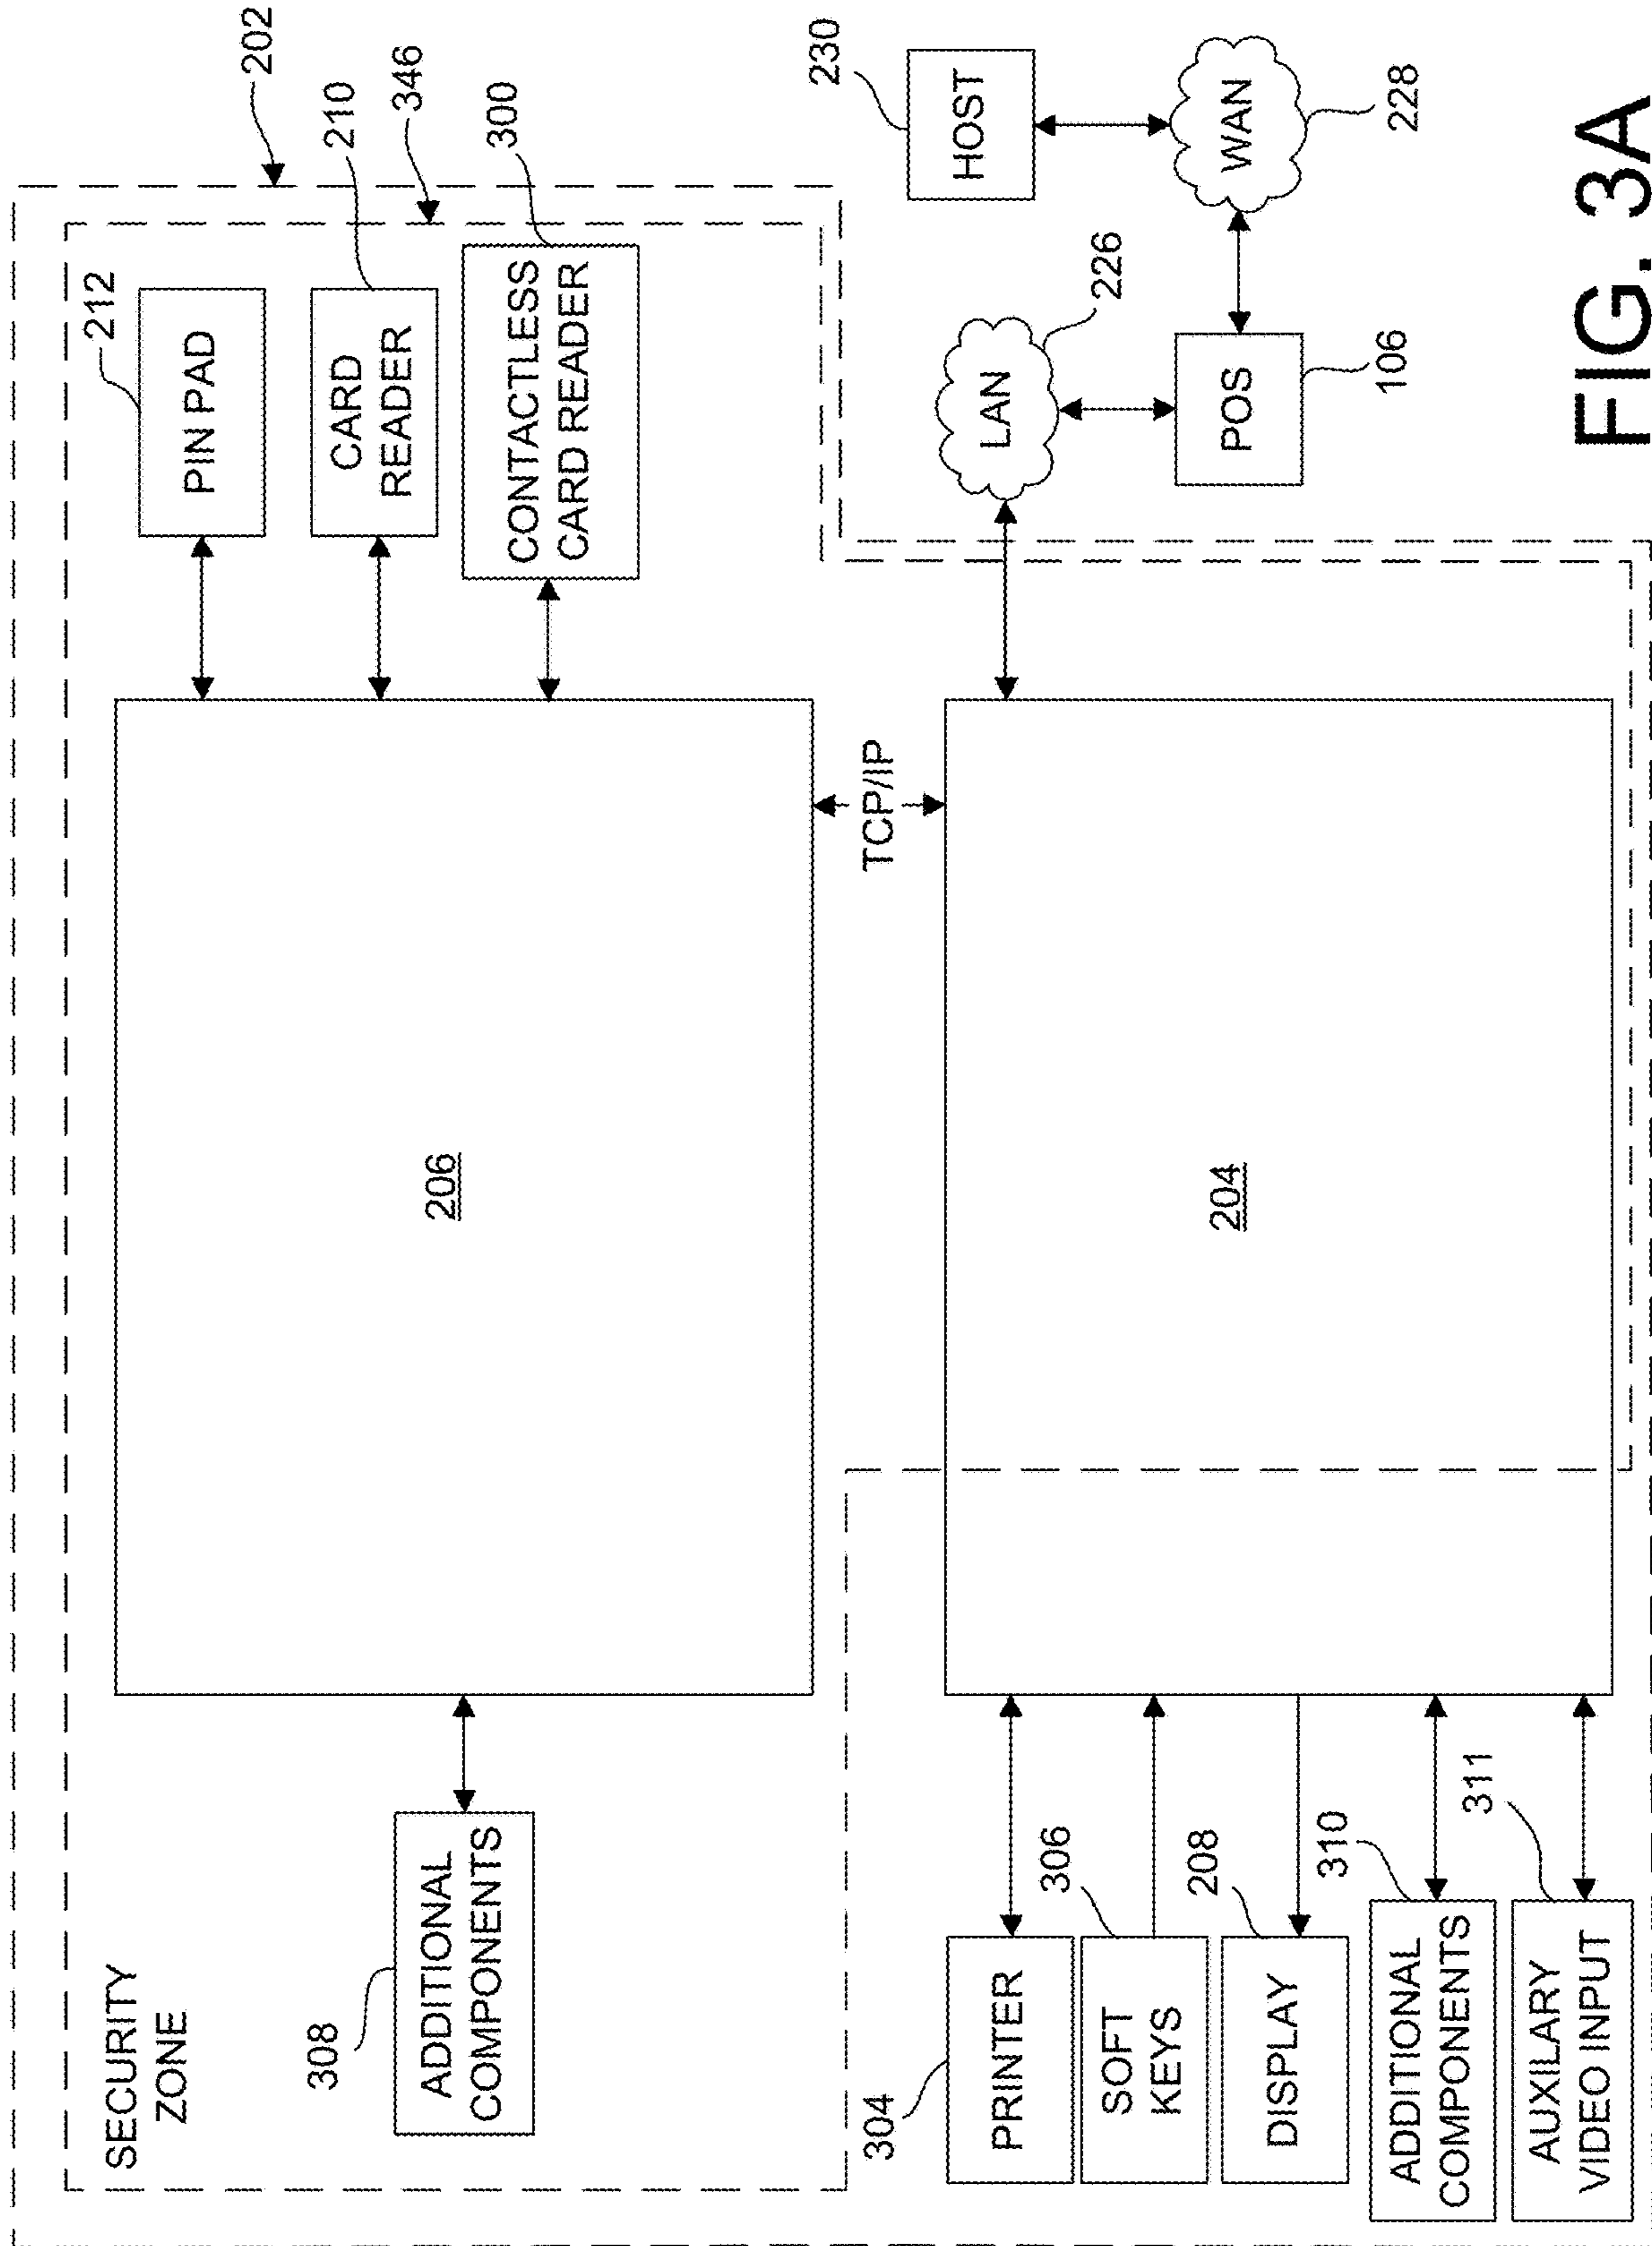 SECURITY
ZONE
308
ADDITIONAL
COMPONENTS
206
212
PIN PAD
CARD
READER
CONTACTLESS
CARD READER
202
210
346
300
TCP/IP
304
PRINTER
306
SOFT
KEYS
208
DISPLAY
310
ADDITIONAL
COMPONENTS
311
AUXILARY
VIDEO INPUT
204
LAN
226
POS
106
230
HOST
WAN
228
FIG. 3A